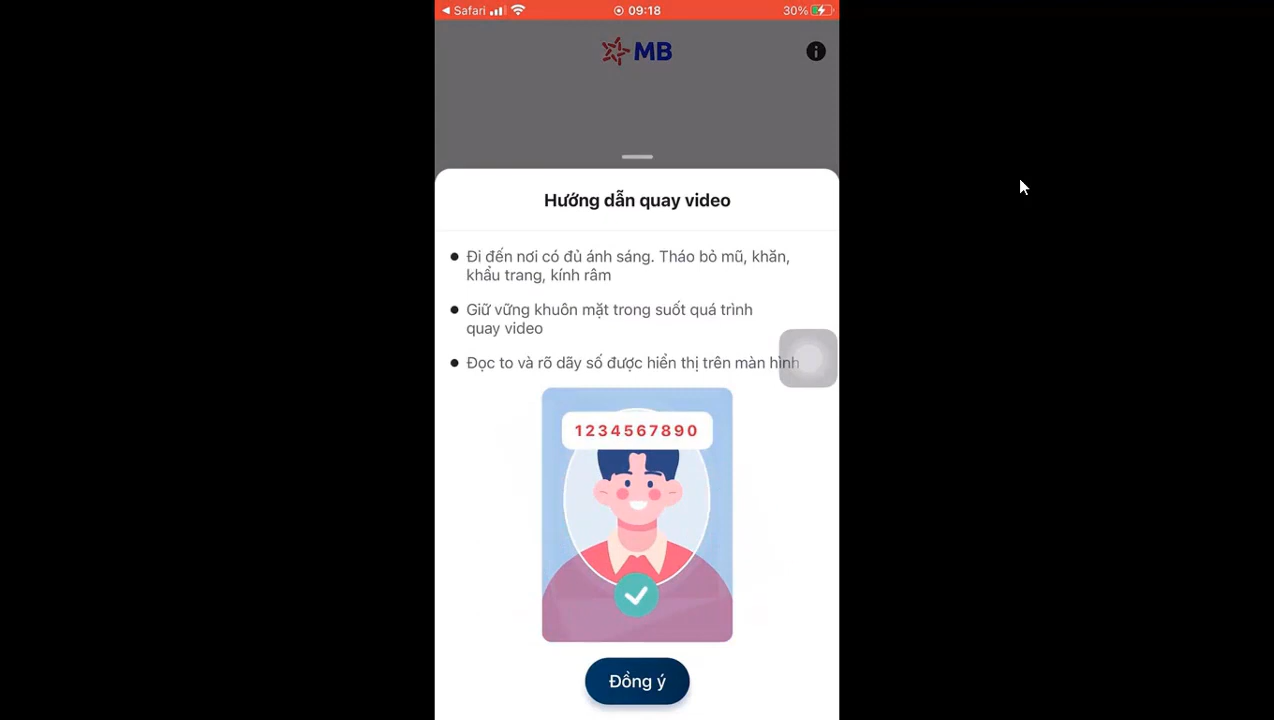 Safari 09:18 30%
MB
Hướng dẫn quay video
Đi đến nơi có đủ ánh sáng. Tháo bỏ mũ, khăn,
khẩu trang, kính râm
Giữ vững khuôn mặt trong suốt quá trình
quay video
Đọc to và rõ dãy số được hiển thị trên màn hình
1234567890
Đồng ý